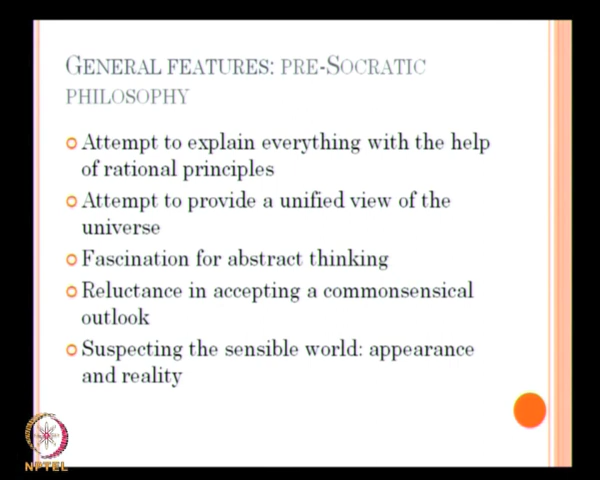 GENERAL FEATURES: PRE-SOCRATIC
PHILOSOPHY
Attempt to explain everything with the help
of rational principles
Attempt to provide a unified view of the
universe
Fascination for abstract thinking
Reluctance in accepting a commonsensical
outlook
Suspecting the sensible world: appearance
and reality
NPTEL